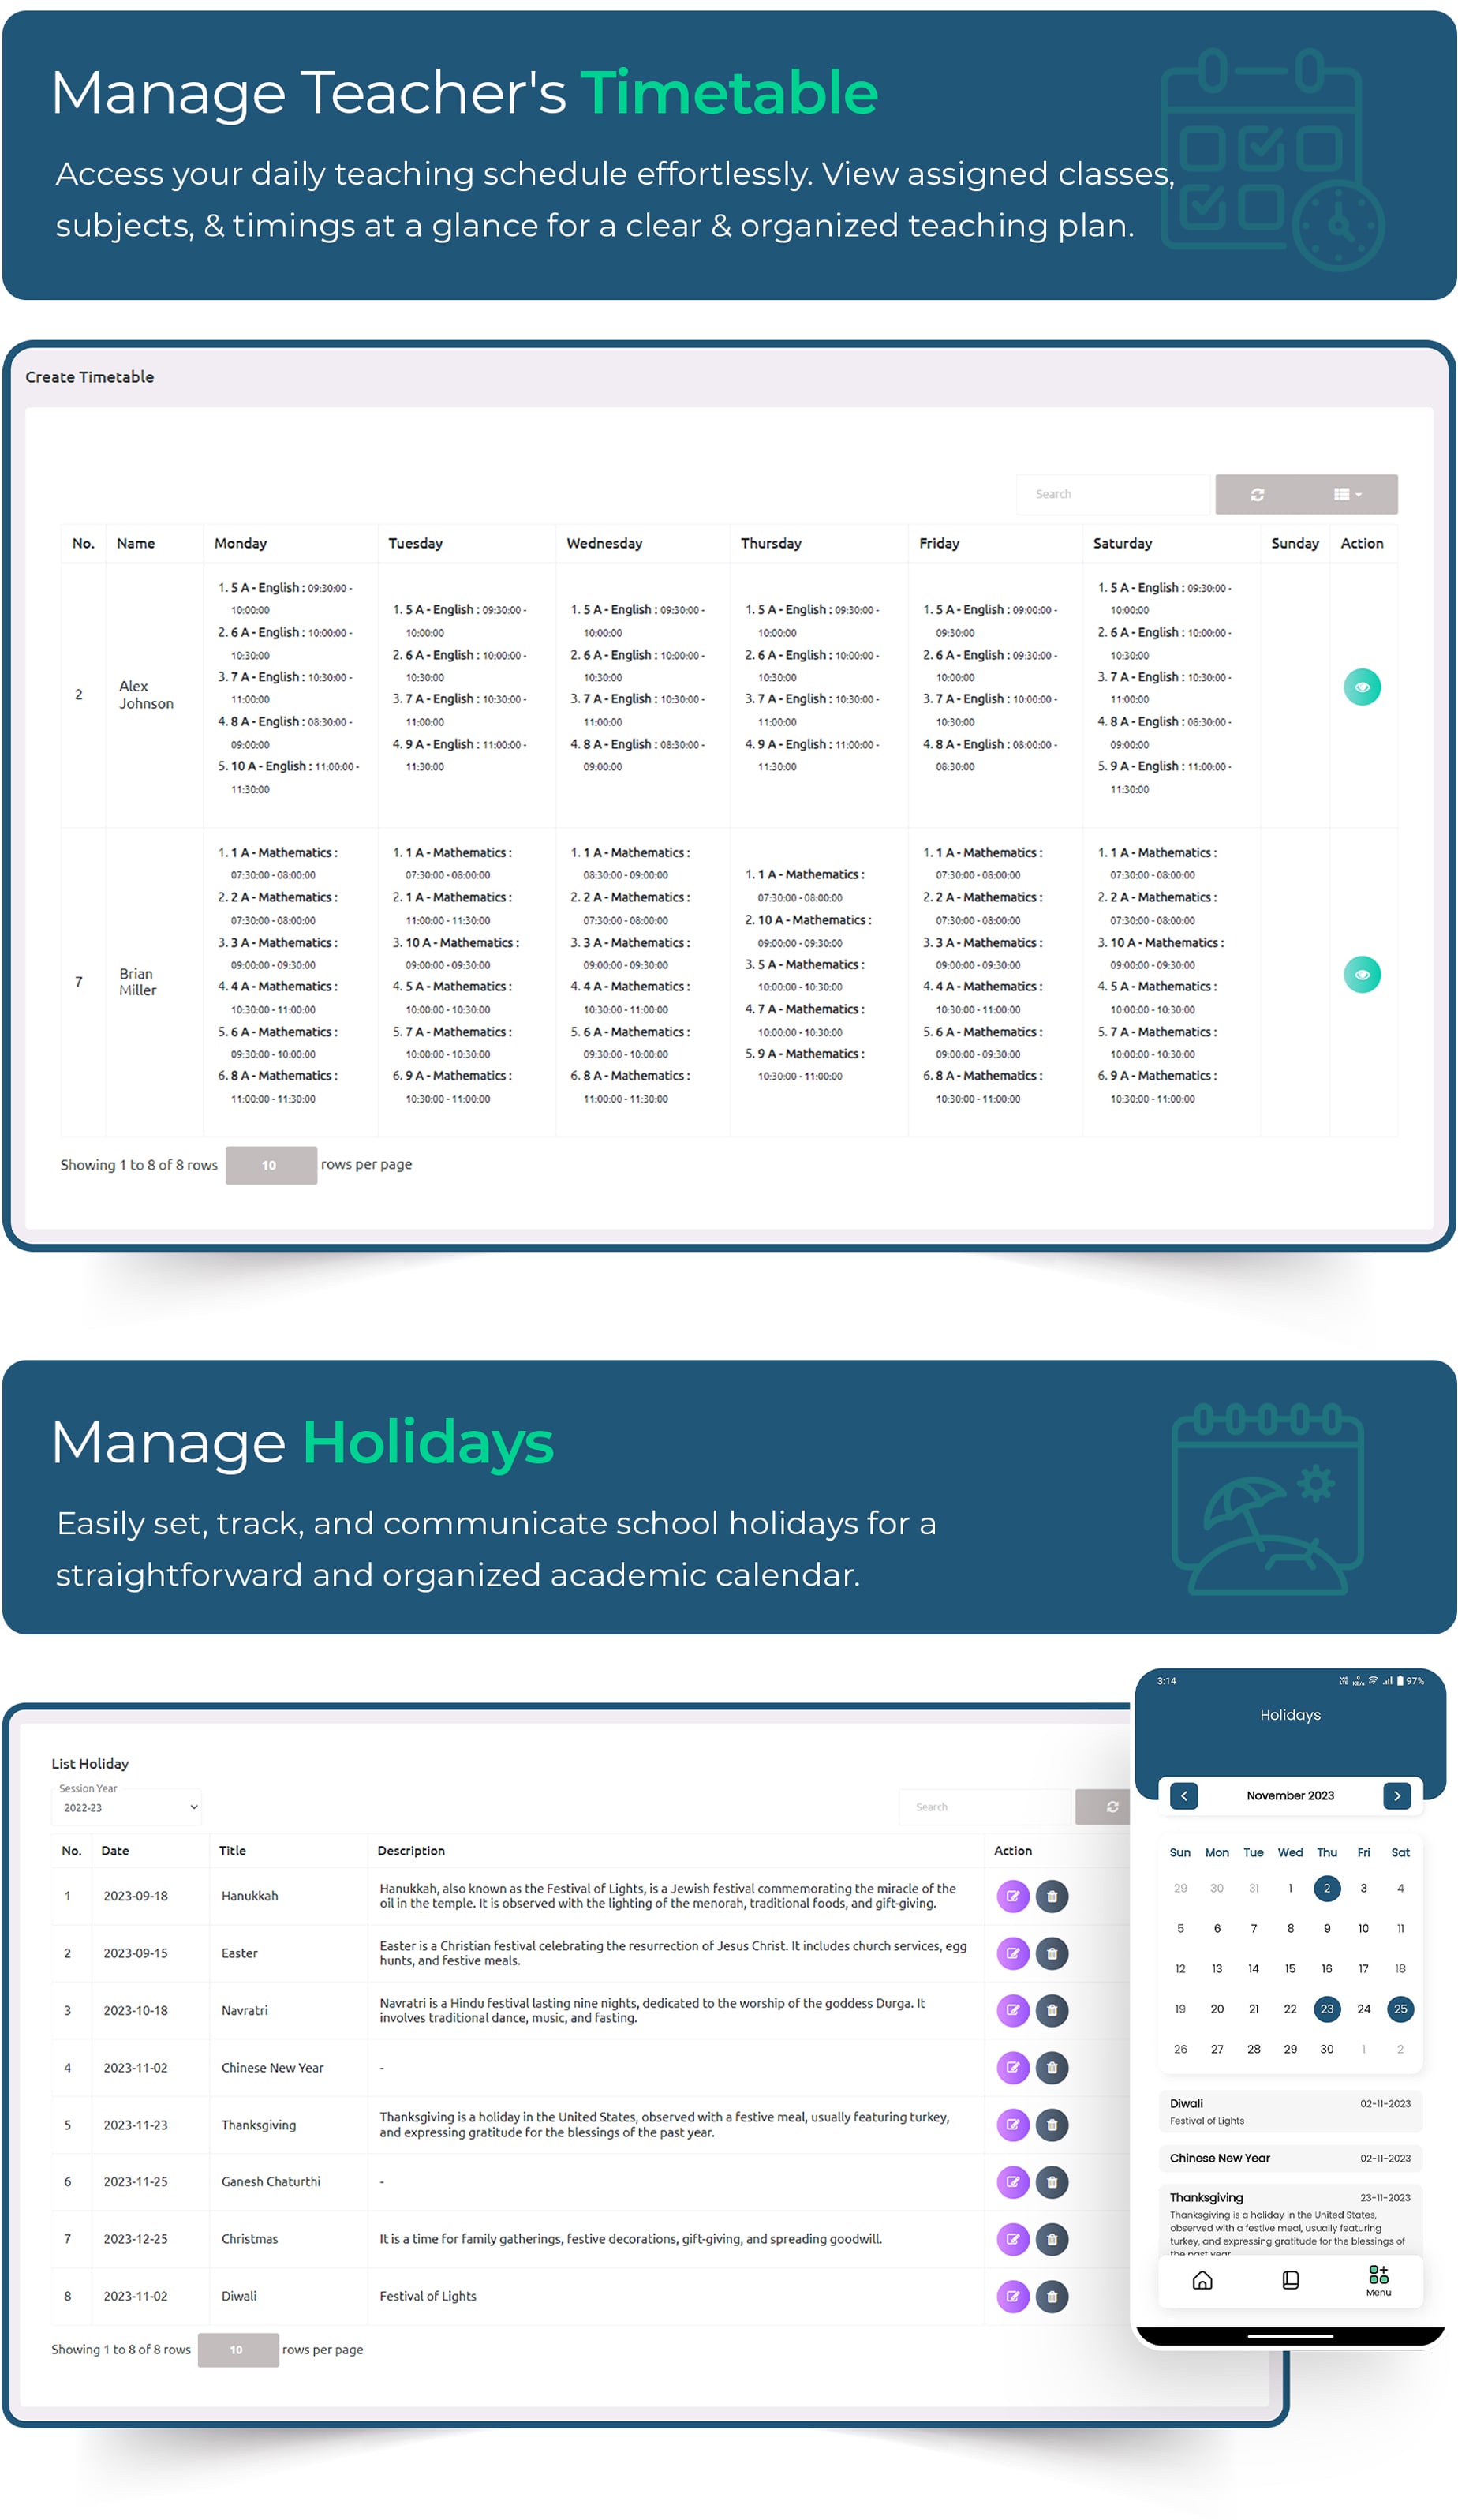 Manage Teacher's Timetable
Access your daily teaching schedule effortlessly. View assigned classes,
subjects, & timings at a glance for a clear & organized teaching plan.
Create Timetable
Search
No. Name Monday Tuesday Wednesday Thursday Friday Saturday Sunday Action
2
Alex
Johnson
1. 5 A - English : 09:30:00 -
10:00:00
2. 6 A - English : 10:00:00 -
10:30:00
3. 7 A - English : 10:30:00 -
11:00:00
4. 8 A - English : 08:30:00 -
09:00:00
5. 10 A - English : 11:00:00 -
11:30:00
1. 5 A - English : 09:30:00 -
10:00:00
2. 6 A - English : 10:00:00 -
10:30:00
3. 7 A - English : 10:30:00 -
11:00:00
4. 9 A - English : 11:00:00 -
11:30:00
1. 5 A - English : 09:30:00 -
10:00:00
2. 6 A - English : 10:00:00 -
10:30:00
3. 7 A - English : 10:30:00 -
11:00:00
4. 8 A - English : 08:30:00 -
09:00:00
1. 5 A - English : 09:30:00 -
10:00:00
2. 6 A - English : 10:00:00 -
10:30:00
3. 7 A - English : 10:30:00 -
11:00:00
4. 9 A - English : 11:00:00 -
11:30:00
1. 5 A - English : 09:00:00 -
09:30:00
2. 6 A - English : 09:30:00 -
10:00:00
3. 7 A - English : 10:00:00 -
10:30:00
4. 8 A - English : 08:00:00 -
08:30:00
1. 5 A - English : 09:30:00 -
10:00:00
2. 6 A - English : 10:00:00 -
10:30:00
3. 7 A - English : 10:30:00 -
11:00:00
4. 8 A - English : 08:30:00 -
09:00:00
5. 9 A - English : 11:00:00 -
11:30:00
7
Brian
Miller
1. 1 A - Mathematics :
07:30:00 - 08:00:00
2. 2 A - Mathematics :
07:30:00 - 08:00:00
3. 3 A - Mathematics :
09:00:00 - 09:30:00
4. 4 A - Mathematics :
10:30:00 - 11:00:00
5. 6 A - Mathematics :
09:30:00 - 10:00:00
6. 8 A - Mathematics :
11:00:00 - 11:30:00
1. 1 A - Mathematics :
07:30:00 - 08:00:00
2. 1 A - Mathematics :
11:00:00 - 11:30:00
3. 10 A - Mathematics :
09:00:00 - 09:30:00
4. 5 A - Mathematics :
10:00:00 - 10:30:00
5. 7 A - Mathematics :
10:00:00 - 10:30:00
6. 9 A - Mathematics :
10:30:00 - 11:00:00
1. 1 A - Mathematics :
08:30:00 - 09:00:00
2. 2 A - Mathematics :
07:30:00 - 08:00:00
3. 3 A - Mathematics :
09:00:00 - 09:30:00
4. 4 A - Mathematics :
10:30:00 - 11:00:00
5. 6 A - Mathematics :
09:30:00 - 10:00:00
6. 8 A - Mathematics :
11:00:00 - 11:30:00
1. 1 A - Mathematics :
07:30:00 - 08:00:00
2. 10 A - Mathematics :
09:00:00 - 09:30:00
3. 5 A - Mathematics :
10:00:00 - 10:30:00
4. 7 A - Mathematics :
10:00:00 - 10:30:00
5. 9 A - Mathematics :
10:30:00 - 11:00:00
1. 1 A - Mathematics :
07:30:00 - 08:00:00
2. 2 A - Mathematics :
07:30:00 - 08:00:00
3. 3 A - Mathematics :
09:00:00 - 09:30:00
4. 4 A - Mathematics :
10:30:00 - 11:00:00
5. 6 A - Mathematics :
09:00:00 - 09:30:00
6. 8 A - Mathematics :
10:30:00 - 11:00:00
1. 1 A - Mathematics :
07:30:00 - 08:00:00
2. 2 A - Mathematics :
07:30:00 - 08:00:00
3. 10 A - Mathematics :
09:00:00 - 09:30:00
4. 5 A - Mathematics :
10:00:00 - 10:30:00
5. 7 A - Mathematics :
10:00:00 - 10:30:00
6. 9 A - Mathematics :
10:30:00 - 11:00:00
Showing 1 to 8 of 8 rows 10 rows per page
Manage Holidays
Easily set, track, and communicate school holidays for a
straightforward and organized academic calendar.
List Holiday
Session Year
2022-23
Search
No. Date Title Description Action
1 2023-09-18 Hanukkah Hanukkah, also known as the Festival of Lights, is a Jewish festival commemorating the miracle of the
oil in the temple. It is observed with the lighting of the menorah, traditional foods, and gift-giving.
2 2023-09-15 Easter Easter is a Christian festival celebrating the resurrection of Jesus Christ. It includes church services, egg
hunts, and festive meals.
3 2023-10-18 Navratri Navratri is a Hindu festival lasting nine nights, dedicated to the worship of the goddess Durga. It
involves traditional dance, music, and fasting.
4 2023-11-02 Chinese New Year -
5 2023-11-23 Thanksgiving Thanksgiving is a holiday in the United States, observed with a festive meal, usually featuring turkey,
and expressing gratitude for the blessings of the past year.
6 2023-11-25 Ganesh Chaturthi -
7 2023-12-25 Christmas It is a time for family gatherings, festive decorations, gift-giving, and spreading goodwill.
8 2023-11-02 Diwali Festival of Lights
Showing 1 to 8 of 8 rows 10 rows per page
3:14 97%
Holidays
November 2023
Sun Mon Tue Wed Thu Fri Sat
29 30 31 1 2 3 4
5 6 7 8 9 10 11
12 13 14 15 16 17 18
19 20 21 22 23 24 25
26 27 28 29 30 1 2
Diwali 02-11-2023
Festival of Lights
Chinese New Year 02-11-2023
Thanksgiving 23-11-2023
Thanksgiving is a holiday in the United States,
observed with a festive meal, usually featuring
turkey, and expressing gratitude for the blessings of
the past year.
Menu